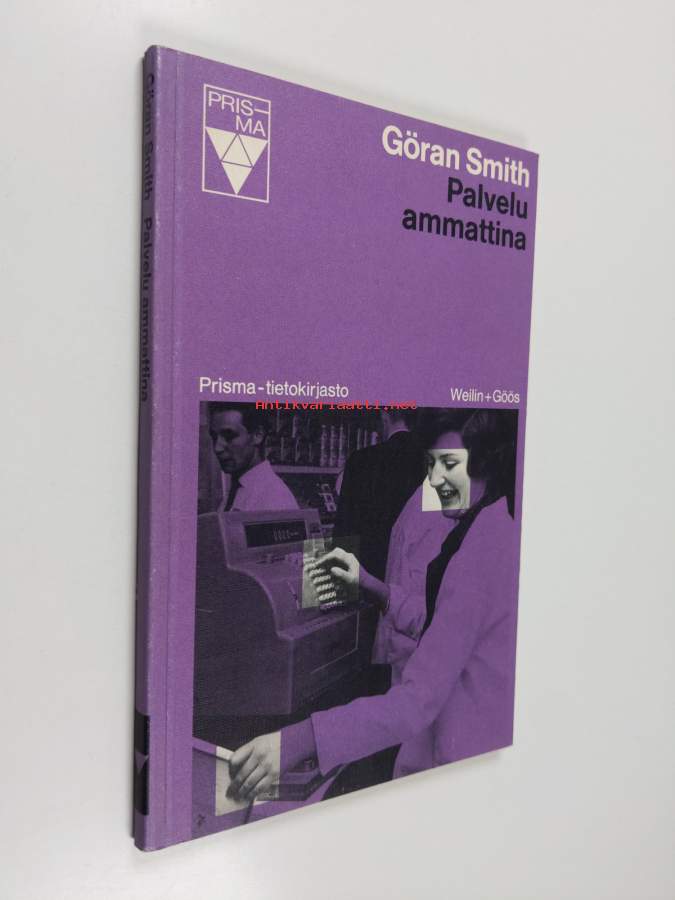 PRIS-
MA
Göran Smith
Palvelu
ammattina
Prisma-tietokirjasto
Weilin+Göös
Antikvariaatti.net
Göran Smith Palvelu ammattina